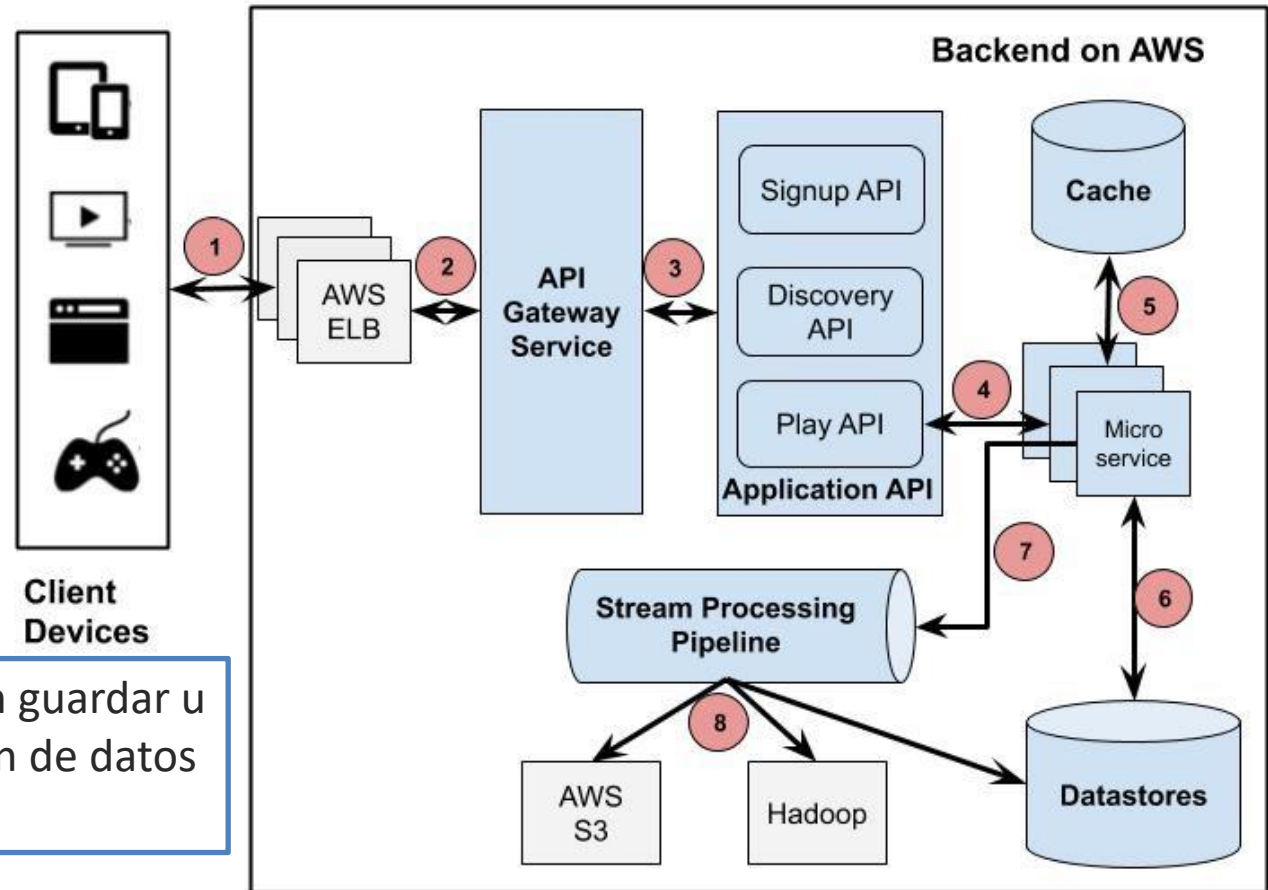 Backend on AWS
Client
Devices
1
AWS
ELB
2
API
Gateway
Service
3
Signup API
Discovery
API
Play API
Application API
4
Micro
service
5
Cache
6
Datastores
7
Stream Processing
Pipeline
8
AWS
S3
Hadoop
guardar u
de datos